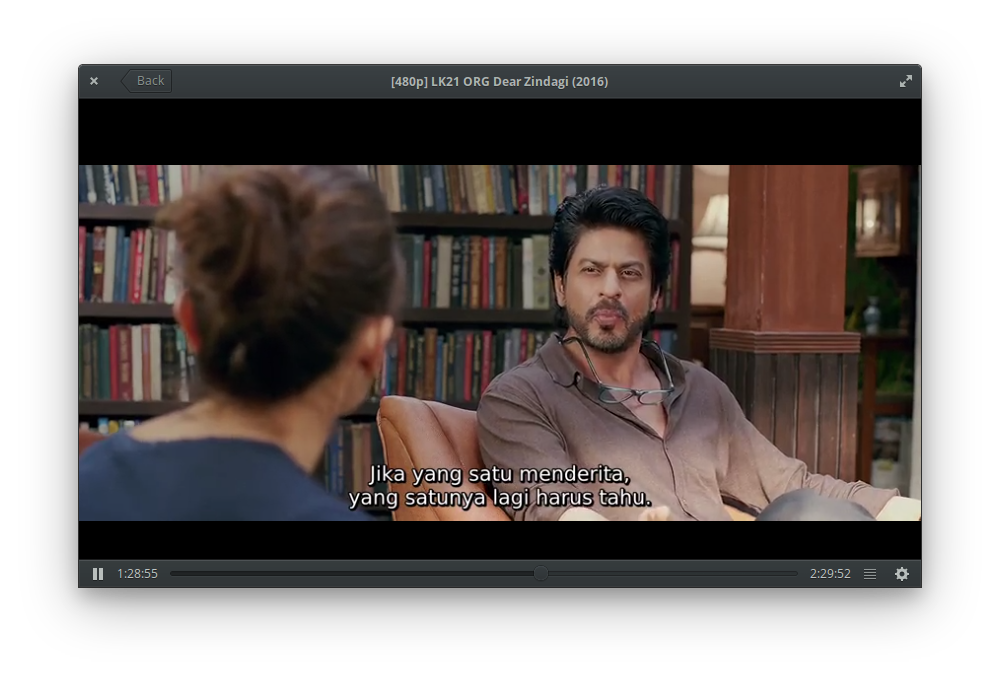 Back
[480p] LK21 ORG Dear Zindagi (2016)
Jika yang satu menderita,
yang satunya lagi harus tahu.
1:28:55
2:29:52